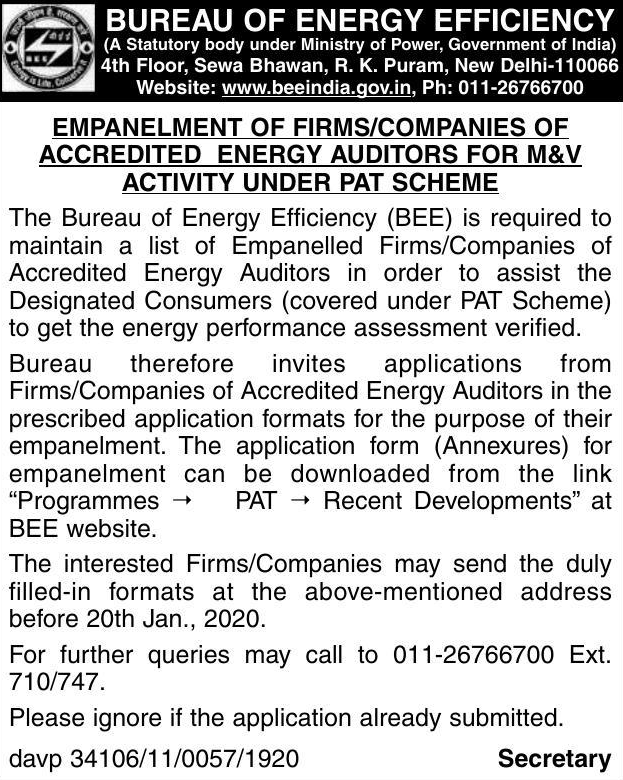 BUREAU OF ENERGY EFFICIENCY
(A Statutory body under Ministry of Power, Government of India)
4th Floor, Sewa Bhawan, R. K. Puram, New Delhi-110066
Website: www.beeindia.gov.in, Ph: 011-26766700
EMPANELMENT OF FIRMS/COMPANIES OF
ACCREDITED ENERGY AUDITORS FOR M&V
ACTIVITY UNDER PAT SCHEME
The Bureau of Energy Efficiency (BEE) is required to
maintain a list of Empanelled Firms/Companies of
Accredited Energy Auditors in order to assist the
Designated Consumers (covered under PAT Scheme)
to get the energy performance assessment verified.
Bureau therefore invites applications from
Firms/Companies of Accredited Energy Auditors in the
prescribed application formats for the purpose of their
empanelment. The application form (Annexures) for
empanelment can be downloaded from the link
“Programmes → PAT → Recent Developments” at
BEE website.
The interested Firms/Companies may send the duly
filled-in formats at the above-mentioned address
before 20th Jan., 2020.
For further queries may call to 011-26766700 Ext.
710/747.
Please ignore if the application already submitted.
davp 34106/11/0057/1920 Secretary